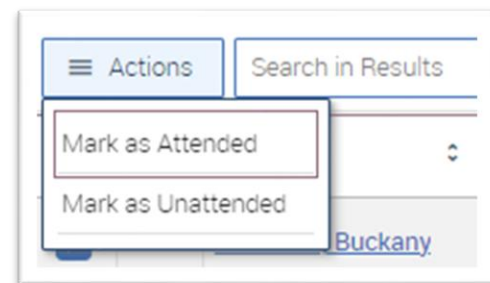 Actions Search in Results
Mark as Attended
Mark as Unattended
Buckany